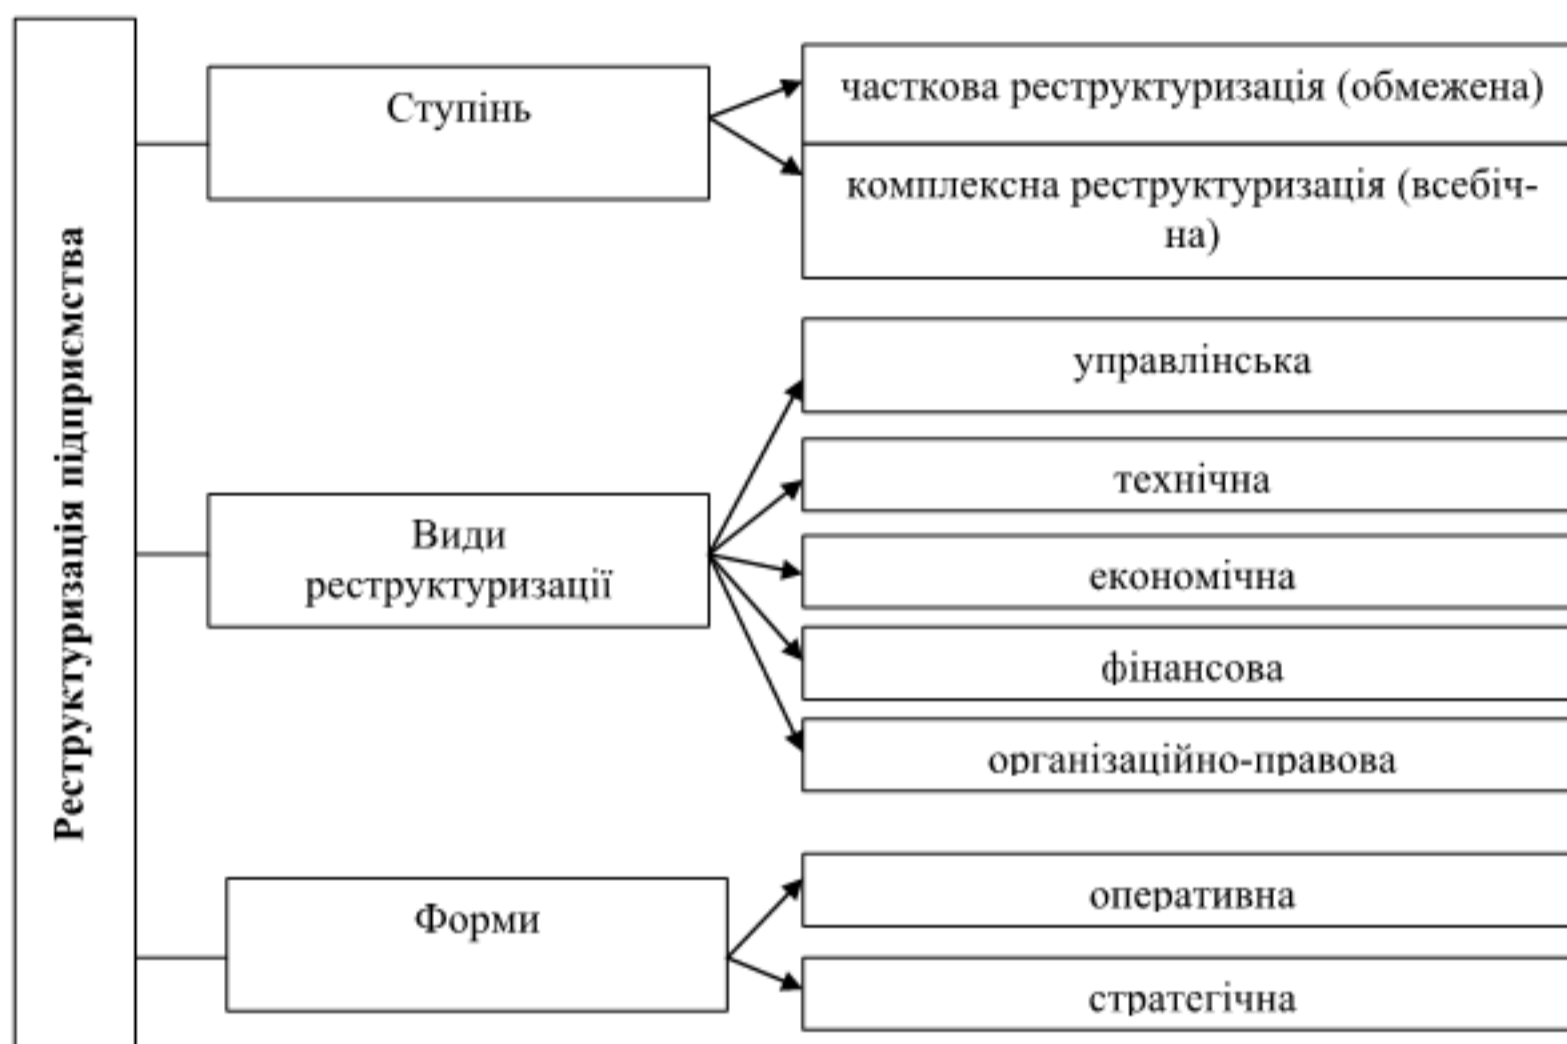 Реструктуризація підприємства
Ступінь
часткова реструктуризація (обмежена)
комплексна реструктуризація (всебіч-
на)
Види
реструктуризації
управлінська
технічна
економічна
фінансова
організаційно-правова
Форми
оперативна
стратегічна